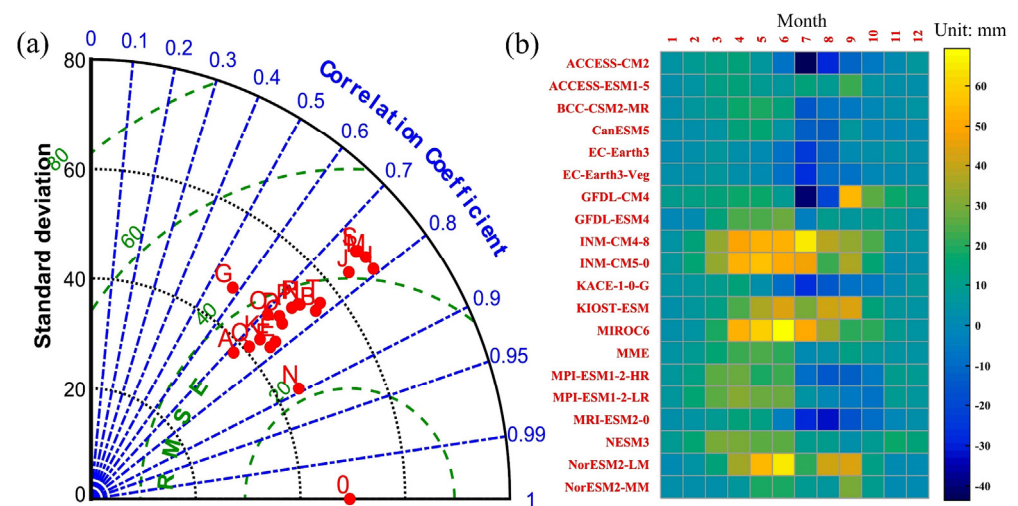 (a)
Standard deviation
80
60
40
20
0
0
0.1
0.2
0.3
0.4
0.5
0.6
0.7
0.8
0.9
0.95
0.99
1
Correlation Coefficient
80
60
40
20
RMSE
S
M
J
G
A
N
0
(b)
Month
Unit: mm
1 2 3 4 5 6 7 8 9 10 11 12
ACCESS-CM2
ACCESS-ESM1-5
BCC-CSM2-MR
CanESM5
EC-Earth3
EC-Earth3-Veg
GFDL-CM4
GFDL-ESM4
INM-CM4-8
INM-CM5-0
KACE-1-0-G
KIOST-ESM
MIROC6
MME
MPI-ESM1-2-HR
MPI-ESM1-2-LR
MRI-ESM2-0
NESM3
NorESM2-LM
NorESM2-MM
60
50
40
30
20
10
0
-10
-20
-30
-40